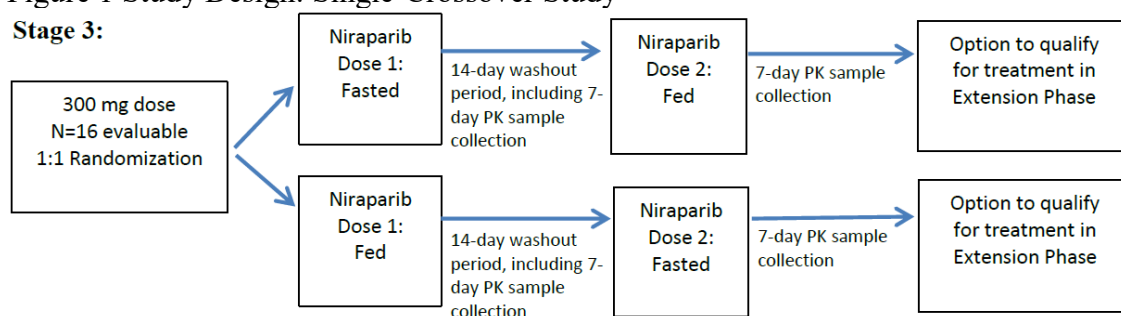 Figure 1 Study Design: Single Crossover Study
Stage 3:
300 mg dose
N=16 evaluable
1:1 Randomization
Niraparib
Dose 1:
Fasted
14-day washout
period, including 7-
day PK sample
collection
Niraparib
Dose 2:
Fed
7-day PK sample
collection
Option to qualify
for treatment in
Extension Phase
Niraparib
Dose 1:
Fed
14-day washout
period, including 7-
day PK sample
collection
Niraparib
Dose 2:
Fasted
7-day PK sample
collection
Option to qualify
for treatment in
Extension Phase